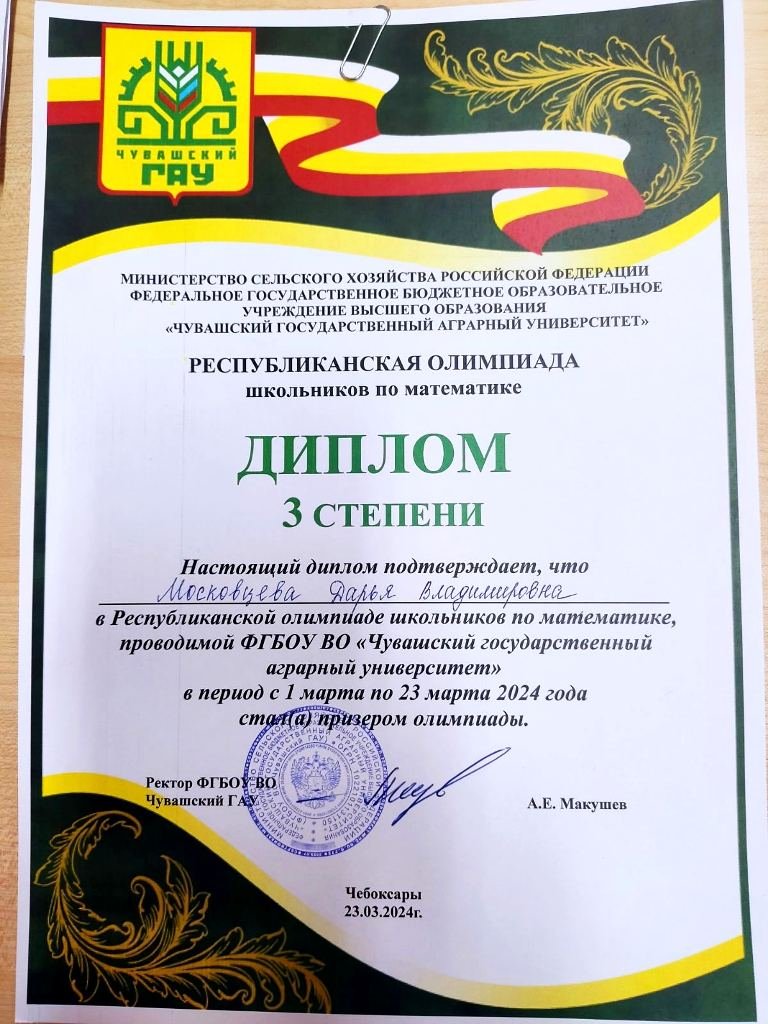 ЧУВАШСКИЙ
ГАУ
МИНИСТЕРСТВО СЕЛЬСКОГО ХОЗЯЙСТВА РОССИЙСКОЙ ФЕДЕРАЦИИ
ФЕДЕРАЛЬНОЕ ГОСУДАРСТВЕННОЕ БЮДЖЕТНОЕ ОБРАЗОВАТЕЛЬНОЕ
УЧРЕЖДЕНИЕ ВЫСШЕГО ОБРАЗОВАНИЯ
«ЧУВАШСКИЙ ГОСУДАРСТВЕННЫЙ АГРАРНЫЙ УНИВЕРСИТЕТ»
РЕСПУБЛИКАНСКАЯ ОЛИМПИАДА
школьников по математике
ДИПЛОМ
3 СТЕПЕНИ
Настоящий диплом подтверждает, что
Московцева Дарья Владимировна
в Республиканской олимпиаде школьников по математике,
проводимой ФГБОУ ВО «Чувашский государственный
аграрный университет»
в период с 1 марта по 23 марта 2024 года
стал(а) призером олимпиады.
Ректор ФГБОУ ВО
Чувашский ГАУ
А.Е. Макушев
Чебоксары
23.03.2024г.